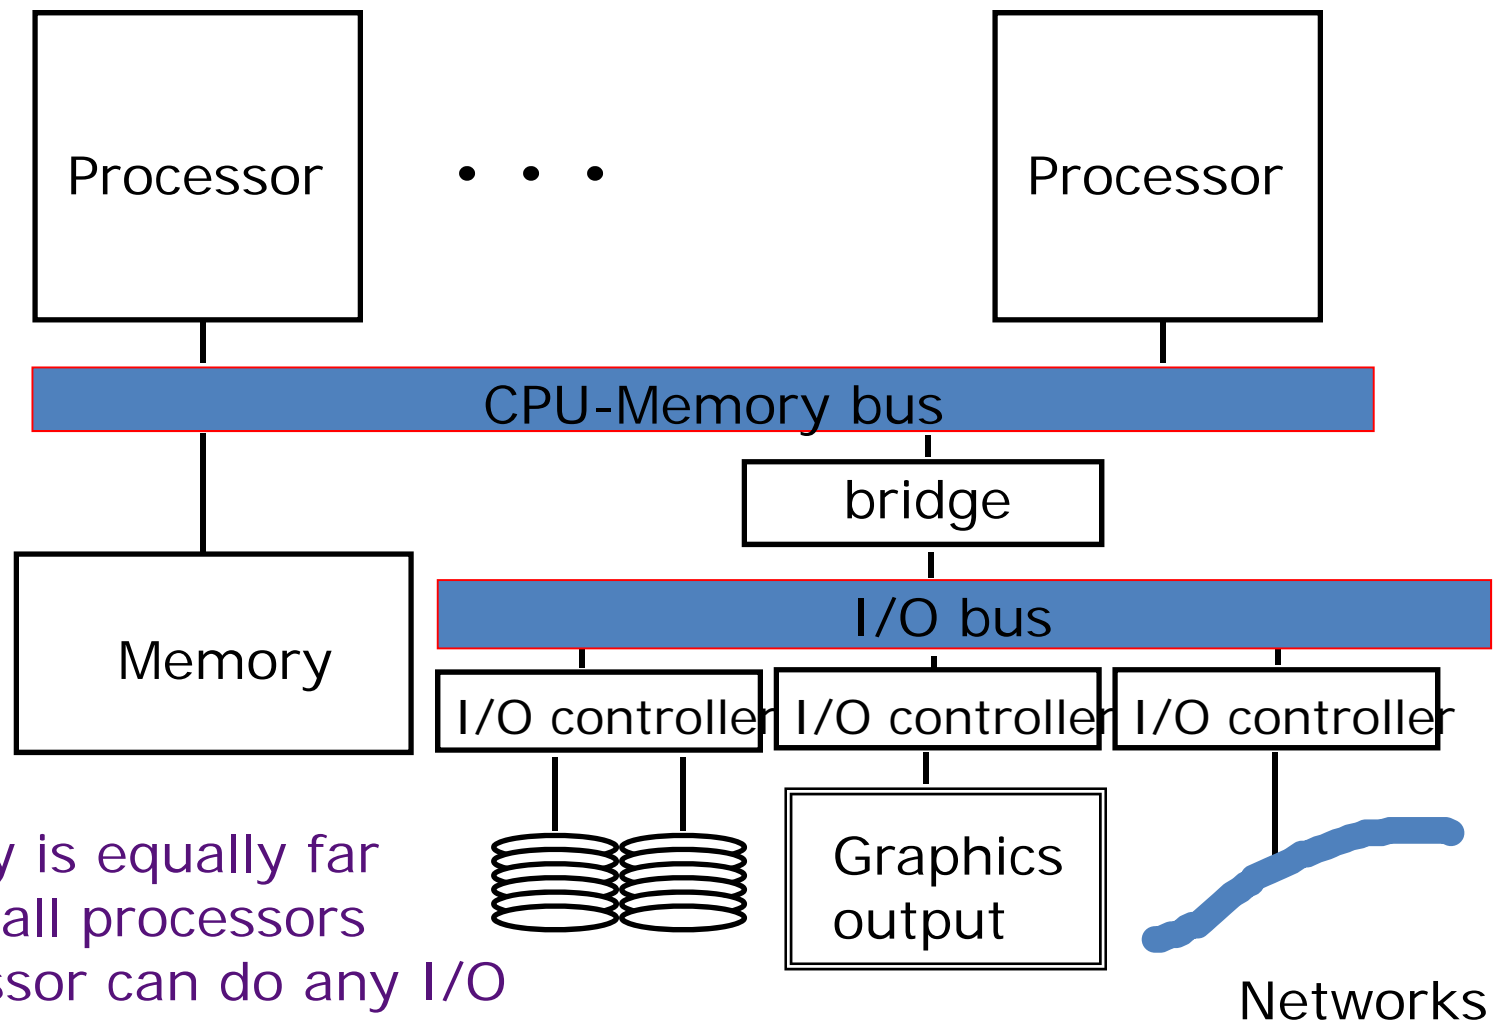 Processor
• • •
Processor
CPU-Memory bus
bridge
I/O bus
Memory
I/O controller
I/O controller
I/O controller
Graphics
output
y is equally far
all processors
ssor can do any I/O
Networks